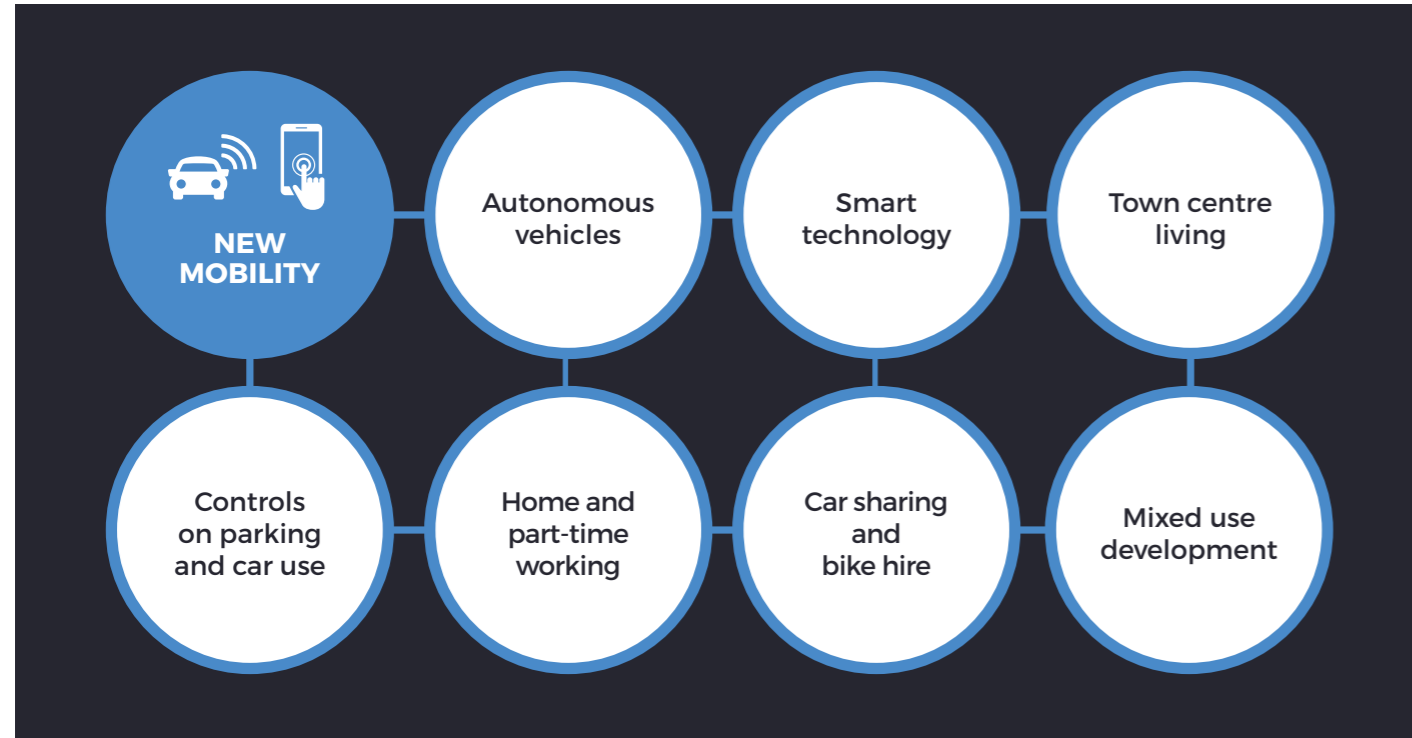 NEW
MOBILITY
Autonomous
vehicles
Smart
technology
Town centre
living
Controls
on parking
and car use
Home and
part-time
working
Car sharing
and
bike hire
Mixed use
development